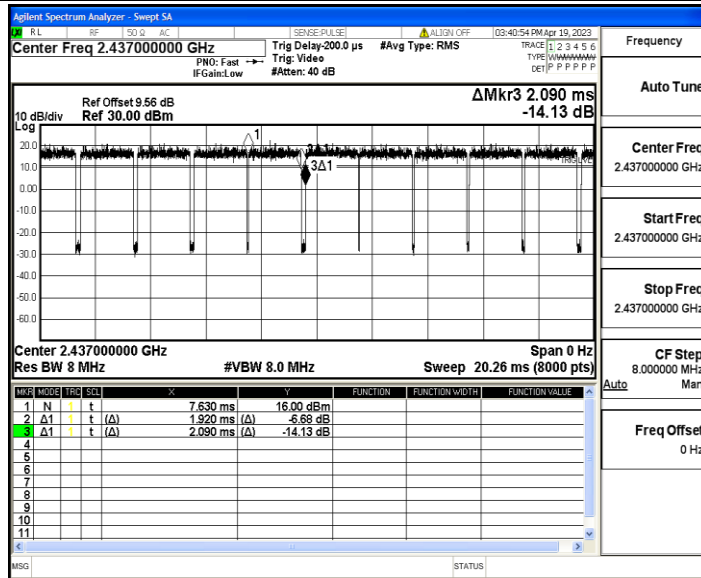 Agilent Spectrum Analyzer - Swept SA
RL RF 50 Ω AC SENSE:PULSE ALIGN OFF 03:40:54 PM Apr 19, 2023
Center Freq 2.437000000 GHz
PNO: Fast
IFGain:Low
Trig Delay-200.0 µs
Trig: Video
#Atten: 40 dB
#Avg Type: RMS
TRACE 1 2 3 4 5 6
TYPE WWWWWW
DET P P P P P P
Ref Offset 9.56 dB
10 dB/div Ref 30.00 dBm
Log
ΔMkr3 2.090 ms
-14.13 dB
20.0
10.0
0.00
-10.0
-20.0
-30.0
-40.0
-50.0
-60.0
1
3Δ1
Center 2.437000000 GHz Span 0 Hz
Res BW 8 MHz #VBW 8.0 MHz Sweep 20.26 ms (8000 pts)
MKR MODE TRC SCL X Y FUNCTION FUNCTION WIDTH FUNCTION VALUE
1 N 1 t 7.630 ms 16.00 dBm
2 Δ1 1 t (Δ) 1.920 ms (Δ) -6.68 dB
3 Δ1 1 t (Δ) 2.090 ms (Δ) -14.13 dB
4
5
6
7
8
9
10
11
MSG STATUS
Frequency
Auto Tune
Center Freq
2.437000000 GHz
Start Freq
2.437000000 GHz
Stop Freq
2.437000000 GHz
CF Step
8.000000 MHz
Auto Man
Freq Offset
0 Hz